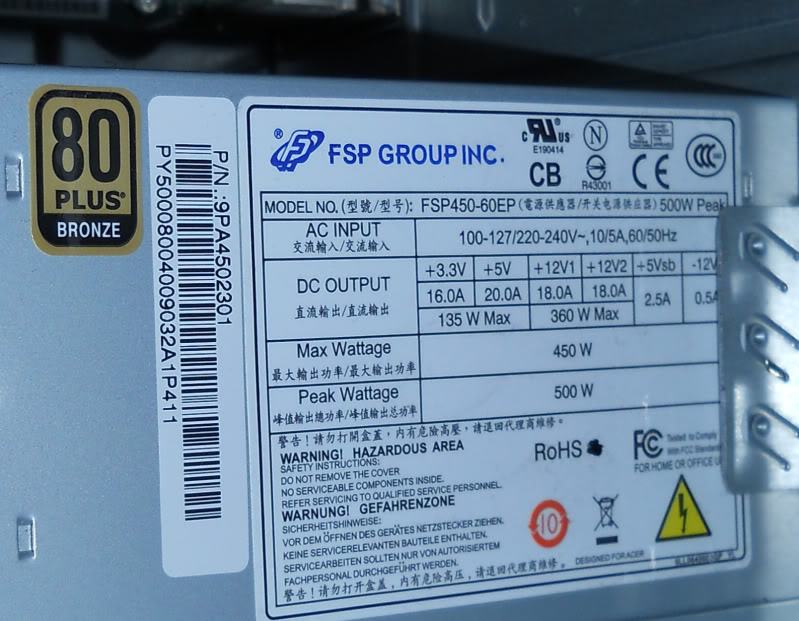 80
PLUS®
BRONZE
P/N :9PA4502301
PY50008004009032A1P411
® FSP GROUP INC.
c RU US
E190414
N
CB
R43001
CE
CCC
MODEL NO. (型號/型号): FSP450-60EP (電源供應器/开关电源供应器) 500W Peak
AC INPUT
交流輸入/交流输入
100-127/220-240V~,10/5A,60/50Hz
DC OUTPUT
直流輸出/直流输出
+3.3V +5V +12V1 +12V2 +5Vsb -12V
16.0A 20.0A 18.0A 18.0A 2.5A 0.5A
135 W Max 360 W Max
Max Wattage
最大輸出功率/最大输出功率
450 W
Peak Wattage
峰值輸出總功率/峰值输出总功率
500 W
警告！請勿打開盒蓋，內有危險高壓，請退回代理商維修。
WARNING! HAZARDOUS AREA
SAFETY INSTRUCTIONS:
DO NOT REMOVE THE COVER
NO SERVICEABLE COMPONENTS INSIDE.
REFER SERVICING TO QUALIFIED SERVICE PERSONNEL.
WARNUNG! GEFAHRENZONE
SICHERHEITSHINWEISE:
VOR DEM ÖFFNEN DES GERÄTES NETZSTECKER ZIEHEN.
KEINE SERVICERELEVANTEN BAUTEILE ENTHALTEN.
SERVICEARBEITEN SOLLTEN NUR VON AUTORISIERTEM
FACHPERSONAL DURCHGEFÜHRT WERDEN.
警告！请勿打开盒盖，内有危险高压，请退回代理商维修。
RoHS
FC Tested to Comply
With FCC Standards
FOR HOME OR OFFICE U
10
DESIGNED FOR ACER